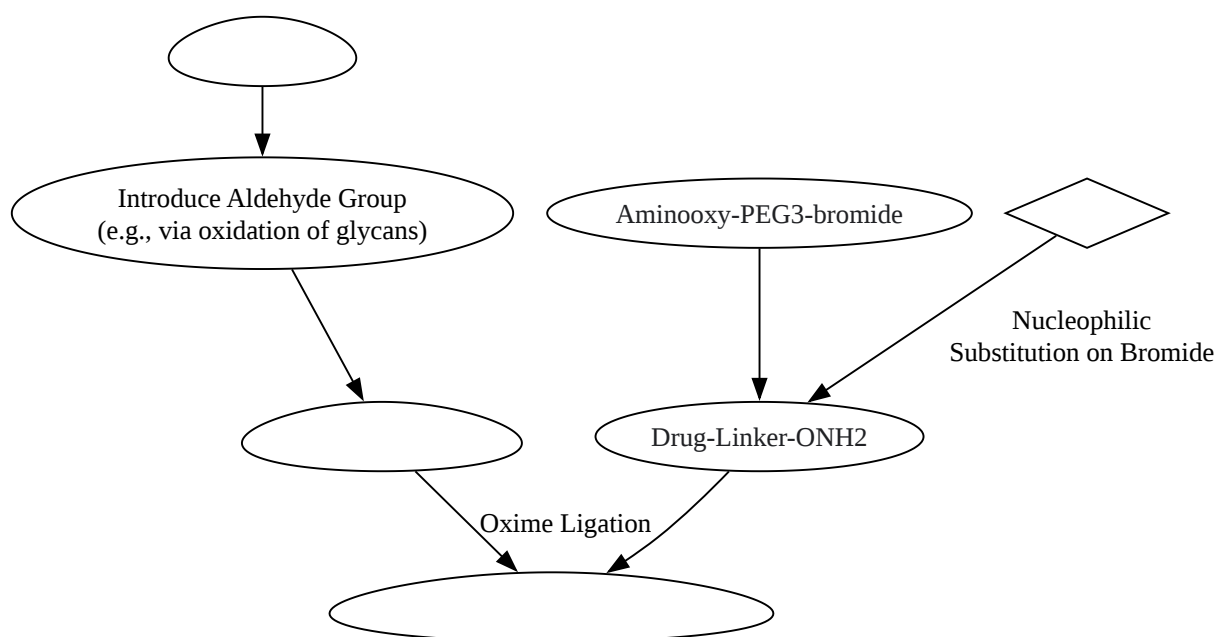 Introduce Aldehyde Group
(e.g., via oxidation of glycans)
Aminooxy-PEG3-bromide
Nucleophilic
Substitution on Bromide
Drug-Linker-ONH2
Oxime Ligation